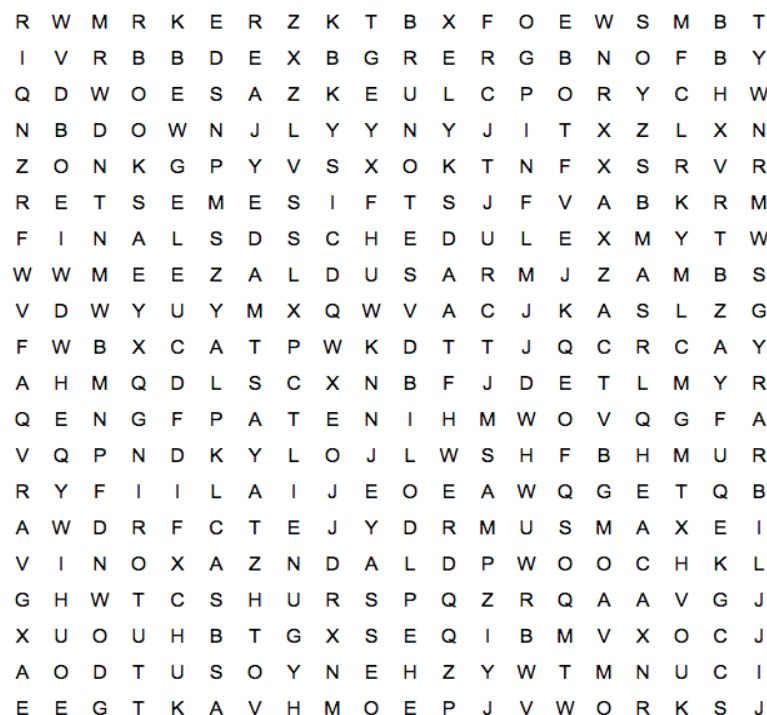 R W M R K E R Z K T B X F O E W S M B T
I V R B B D E X B G R E R G B N O F B Y
Q D W O E S A Z K E U L C P O R Y C H W
N B D O W N J L Y Y N Y J I T X Z L X N
Z O N K G P Y V S X O K T N F X S R V R
R E T S E M E S I F T S J F V A B K R M
F I N A L S D S C H E D U L E X M Y T W
W W M E E Z A L D U S A R M J Z A M B S
V D W Y U Y M X Q W V A C J K A S L Z G
F W B X C A T P W K D T T J Q C R C A Y
A H M Q D L S C X N B F J D E T L M Y R
Q E N G F P A T E N I H M W O V Q G F A
V Q P N D K Y L O J L W S H F B H M U R
R Y F I I L A I J E O E A W Q G E T Q B
A W D R F C T E J Y D R M U S M A X E I
V I N O X A Z N D A L D P W O O C H K L
G H W T C S H U R S P Q Z R Q A A V G J
X U O U H B T G X S E Q I B M V X O C J
A O D T U S O Y N E H Z Y W T M N U C I
E E G T K A V H M O E P J V W O R K S J